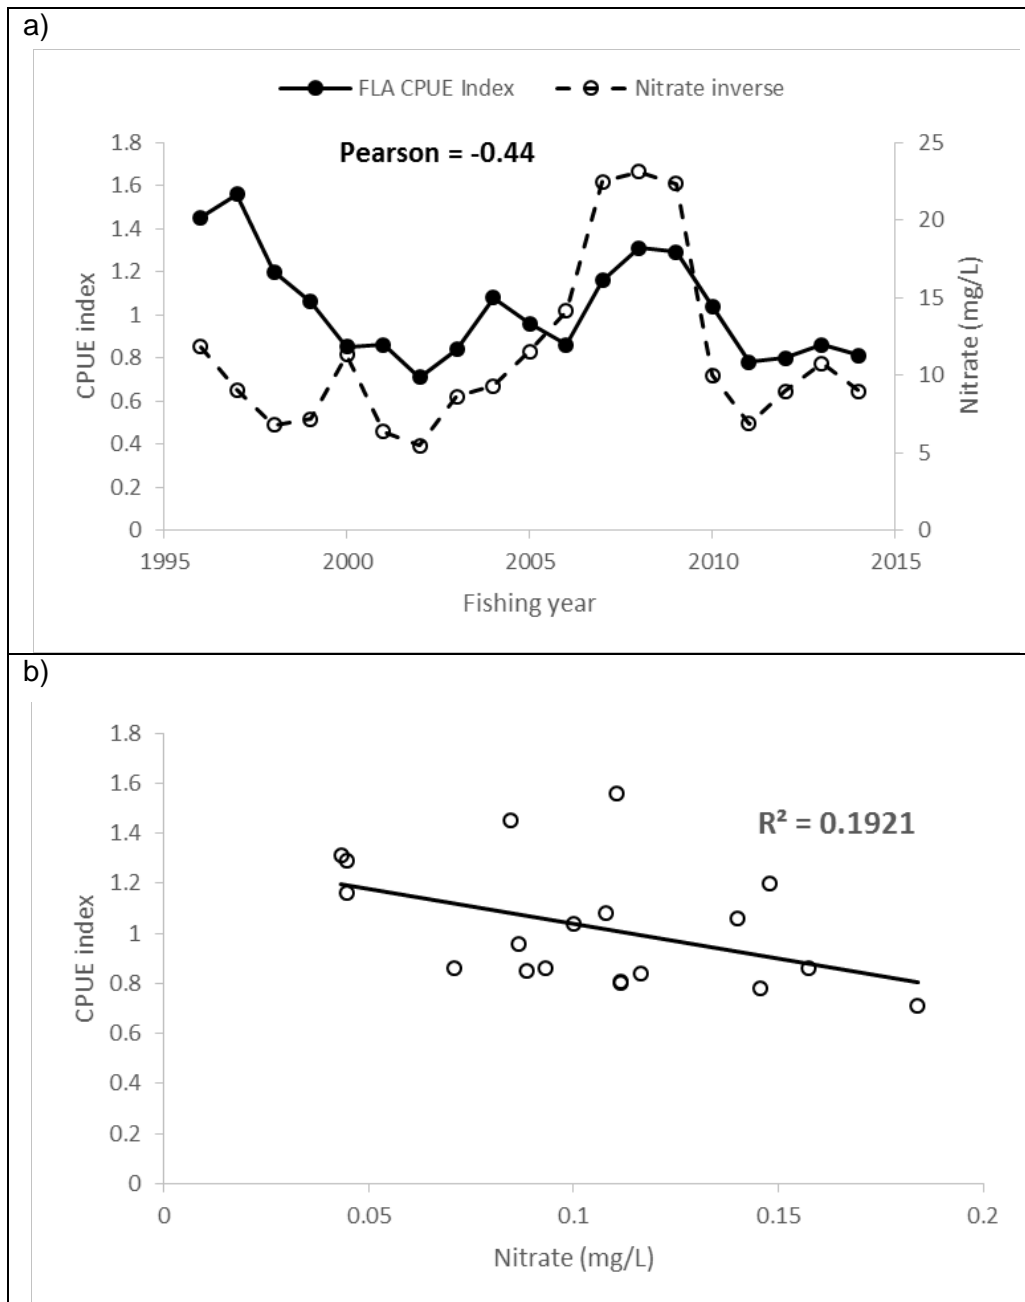 a)
FLA CPUE Index Nitrate inverse
Pearson = -0.44
1.8 25
1.6
1.4 20
1.2
1 15
0.8 10
0.6
0.4 5
0.2
0 0
CPUE index
Nitrate (mg/L)
1995 2000 2005 2010 2015
Fishing year
b)
1.8
1.6
1.4
1.2
1
0.8
0.6
0.4
0.2
0
CPUE index
R² = 0.1921
0 0.05 0.1 0.15 0.2
Nitrate (mg/L)